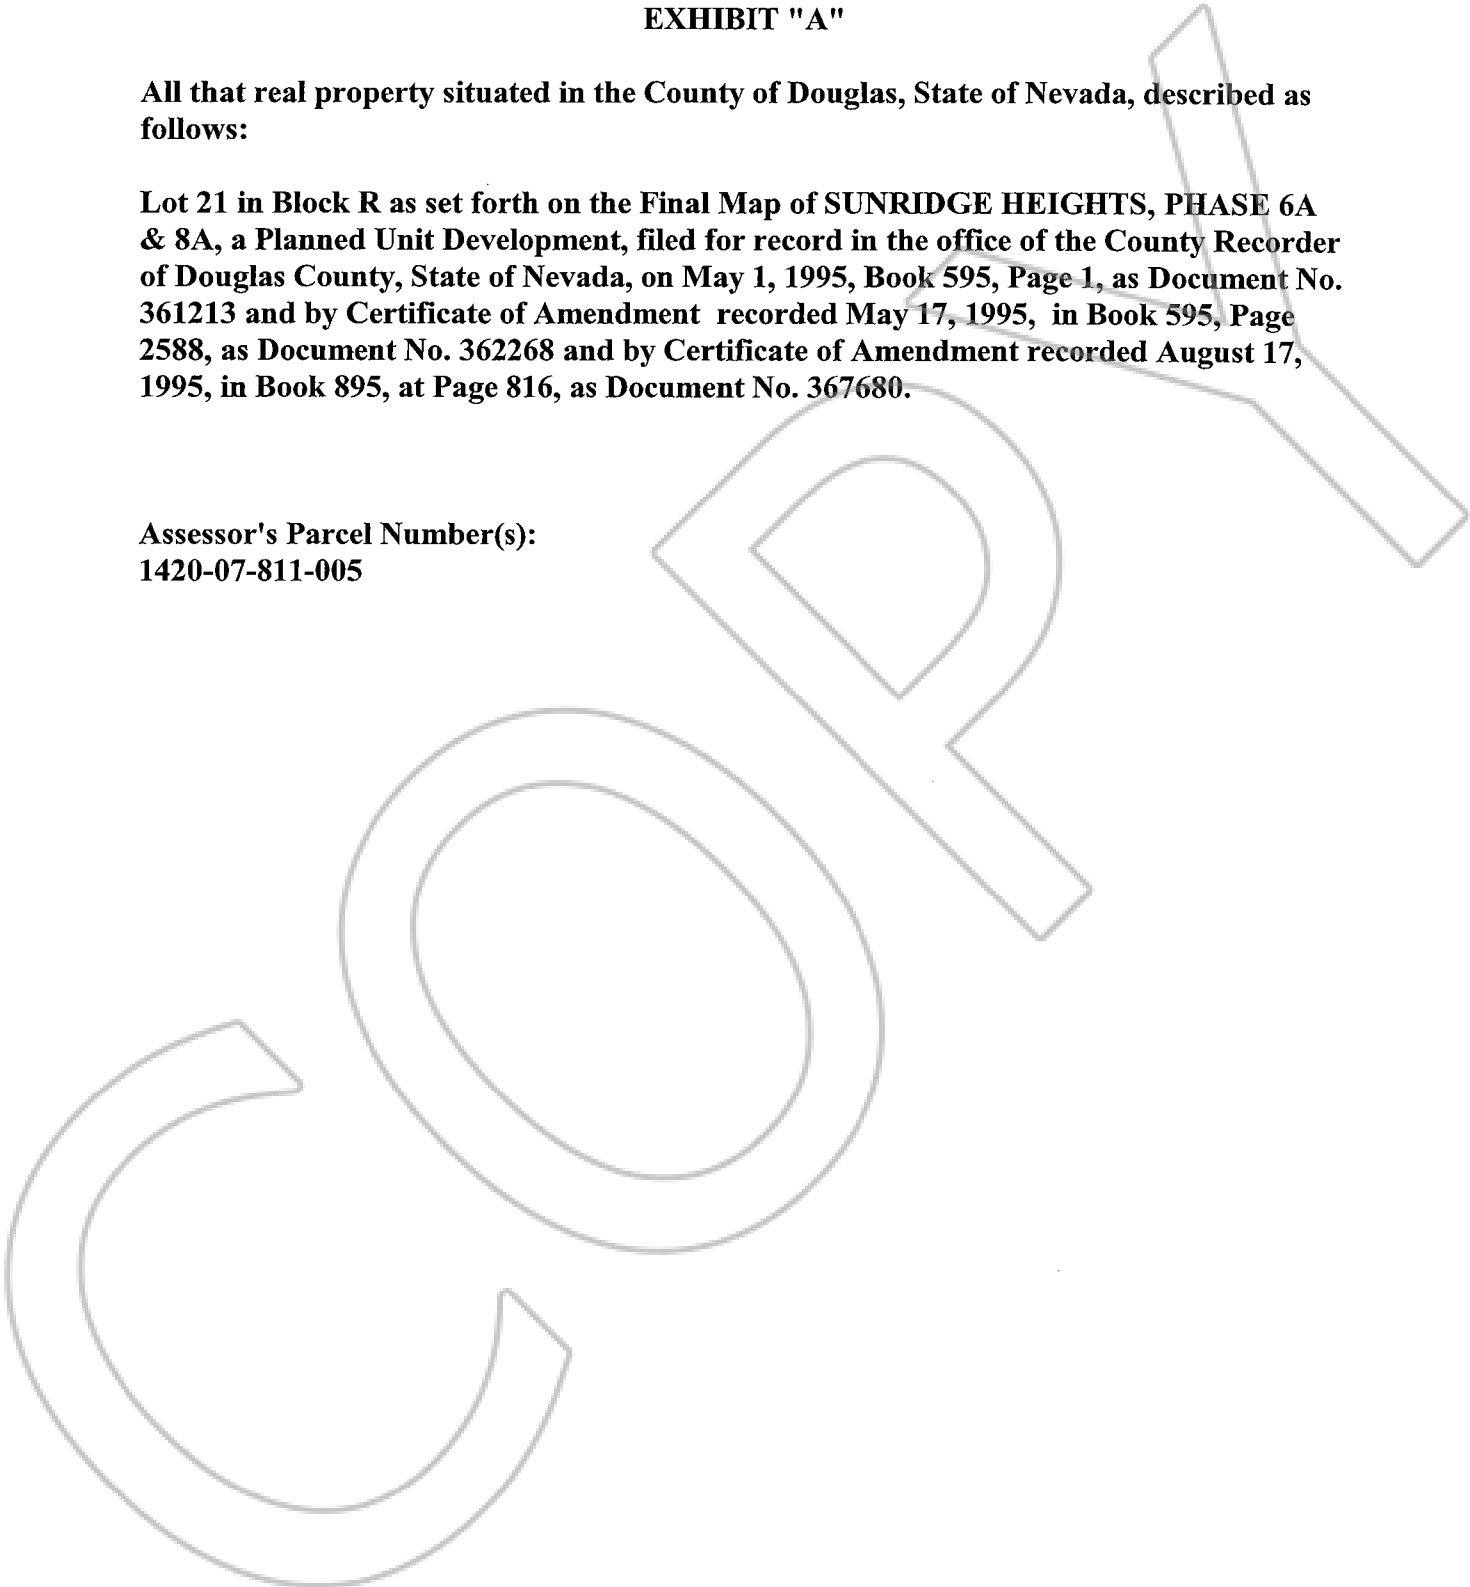 EXHIBIT "A"
All that real property situated in the County of Douglas, State of Nevada, described as
follows:
Lot 21 in Block R as set forth on the Final Map of SUNRIDGE HEIGHTS, PHASE 6A
& 8A, a Planned Unit Development, filed for record in the office of the County Recorder
of Douglas County, State of Nevada, on May 1, 1995, Book 595, Page 1, as Document No.
361213 and by Certificate of Amendment  recorded May 17, 1995,  in Book 595, Page
2588, as Document No. 362268 and by Certificate of Amendment recorded August 17,
1995, in Book 895, at Page 816, as Document No. 367680.
Assessor's Parcel Number(s):
1420-07-811-005
COPY